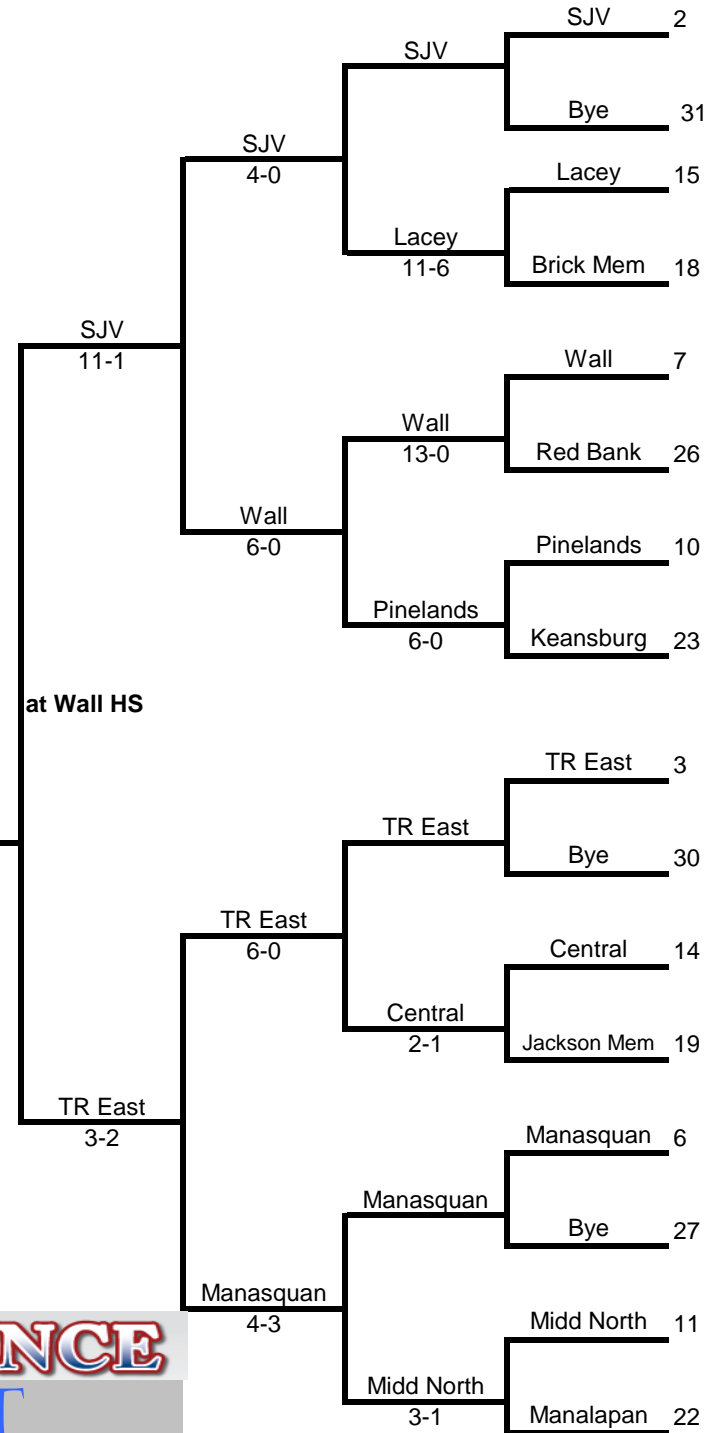 SJV 2
SJV
Bye 31
SJV
4-0
Lacey 15
Lacey
11-6
Brick Mem 18
SJV
11-1
Wall 7
Wall
13-0
Red Bank 26
Wall
6-0
Pinelands 10
Pinelands
6-0
Keansburg 23
at Wall HS
TR East 3
TR East
Bye 30
TR East
6-0
Central 14
Central
2-1
Jackson Mem 19
TR East
3-2
Manasquan 6
Manasquan
Bye 27
Manasquan
4-3
Midd North 11
Midd North
3-1
Manalapan 22
NCE
T